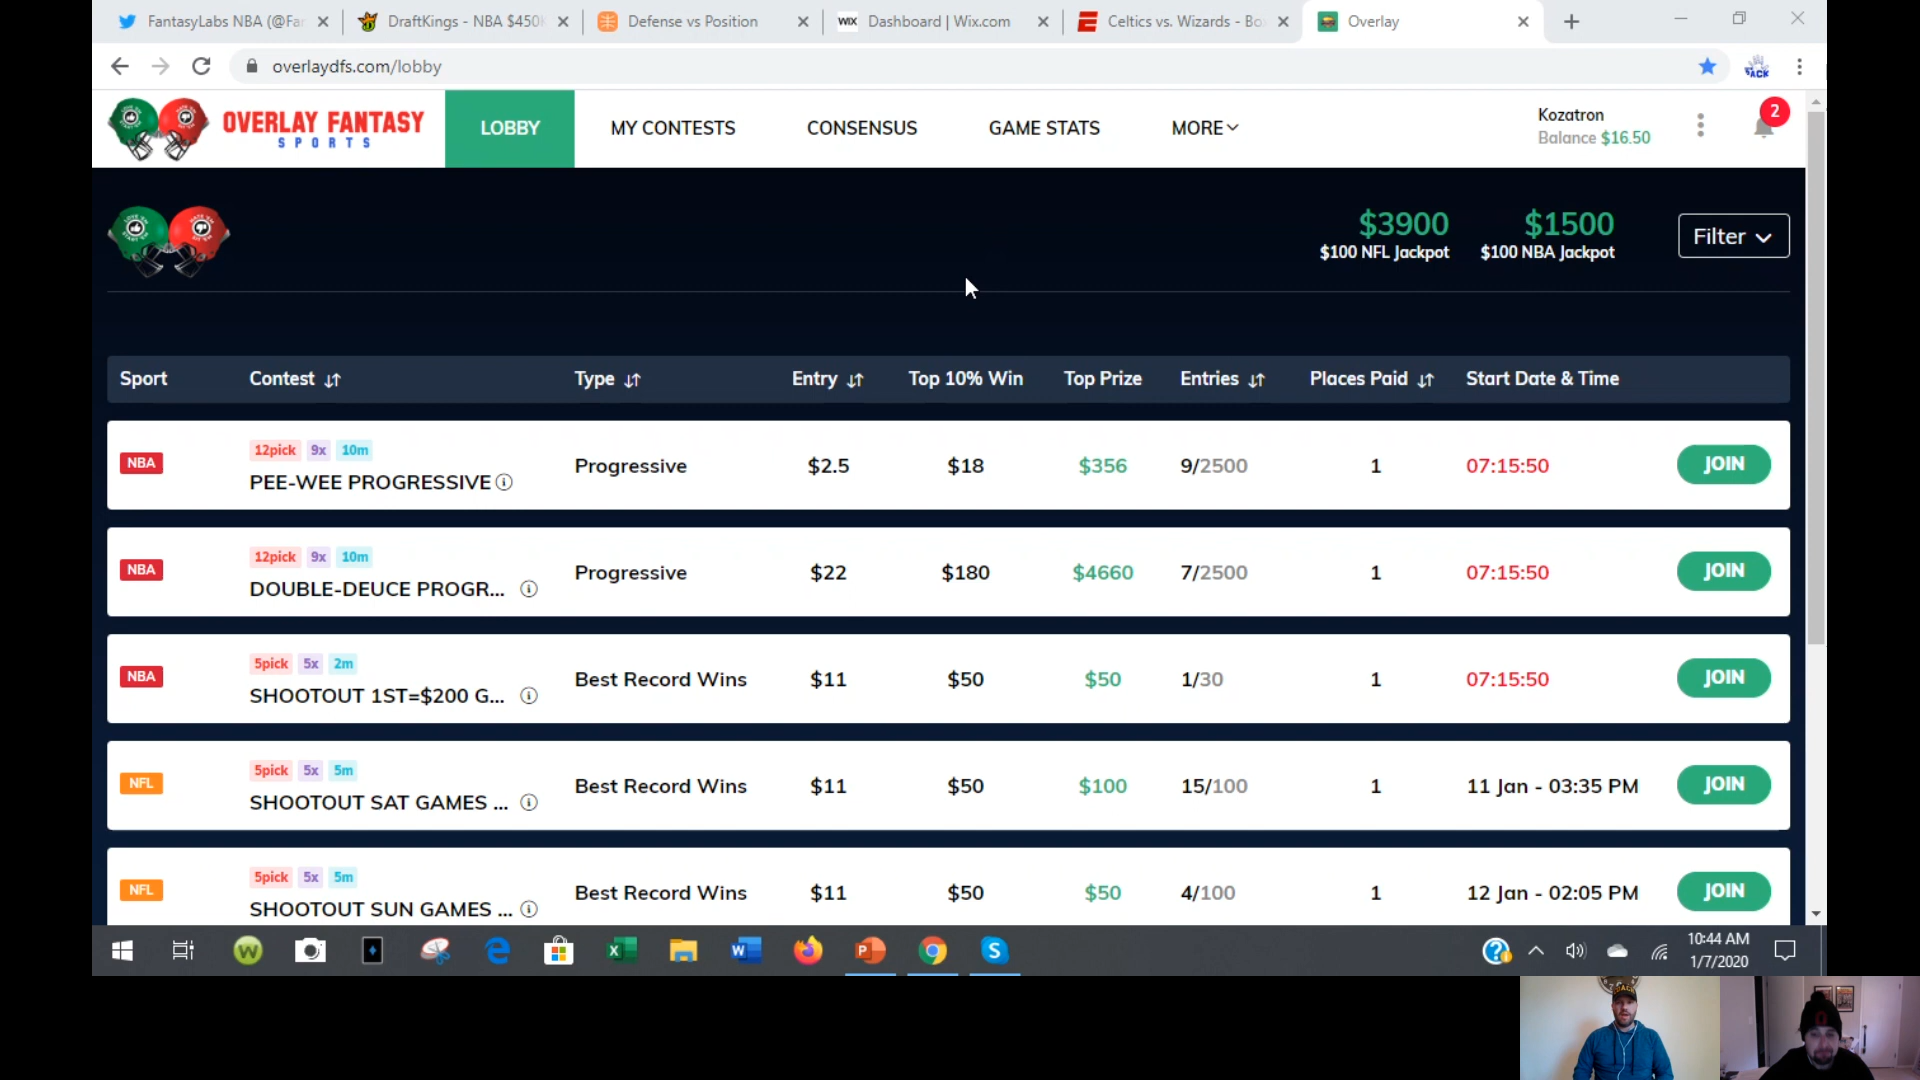 FantasyLabs NBA (@Far
DraftKings - NBA $450
Defense vs Position
WIX Dashboard | Wix.com
Celtics vs. Wizards - Bo
Overlay
overlaydfs.com/lobby
OVERLAY FANTASY
SPORTS
LOBBY
MY CONTESTS
CONSENSUS
GAME STATS
MORE
Kozatron
Balance $16.50
2
$3900
$100 NFL Jackpot
$1500
$100 NBA Jackpot
Filter
Sport Contest Type Entry Top 10% Win Top Prize Entries Places Paid Start Date & Time
12pick 9x 10m
NBA PEE-WEE PROGRESSIVE Progressive $2.5 $18 $356 9/2500 1 07:15:50 JOIN
12pick 9x 10m
NBA DOUBLE-DEUCE PROGR... Progressive $22 $180 $4660 7/2500 1 07:15:50 JOIN
5pick 5x 2m
NBA SHOOTOUT 1ST=$200 G... Best Record Wins $11 $50 $50 1/30 1 07:15:50 JOIN
5pick 5x 5m
NFL SHOOTOUT SAT GAMES ... Best Record Wins $11 $50 $100 15/100 1 11 Jan - 03:35 PM JOIN
5pick 5x 5m
NFL SHOOTOUT SUN GAMES ... Best Record Wins $11 $50 $50 4/100 1 12 Jan - 02:05 PM JOIN
10:44 AM
1/7/2020